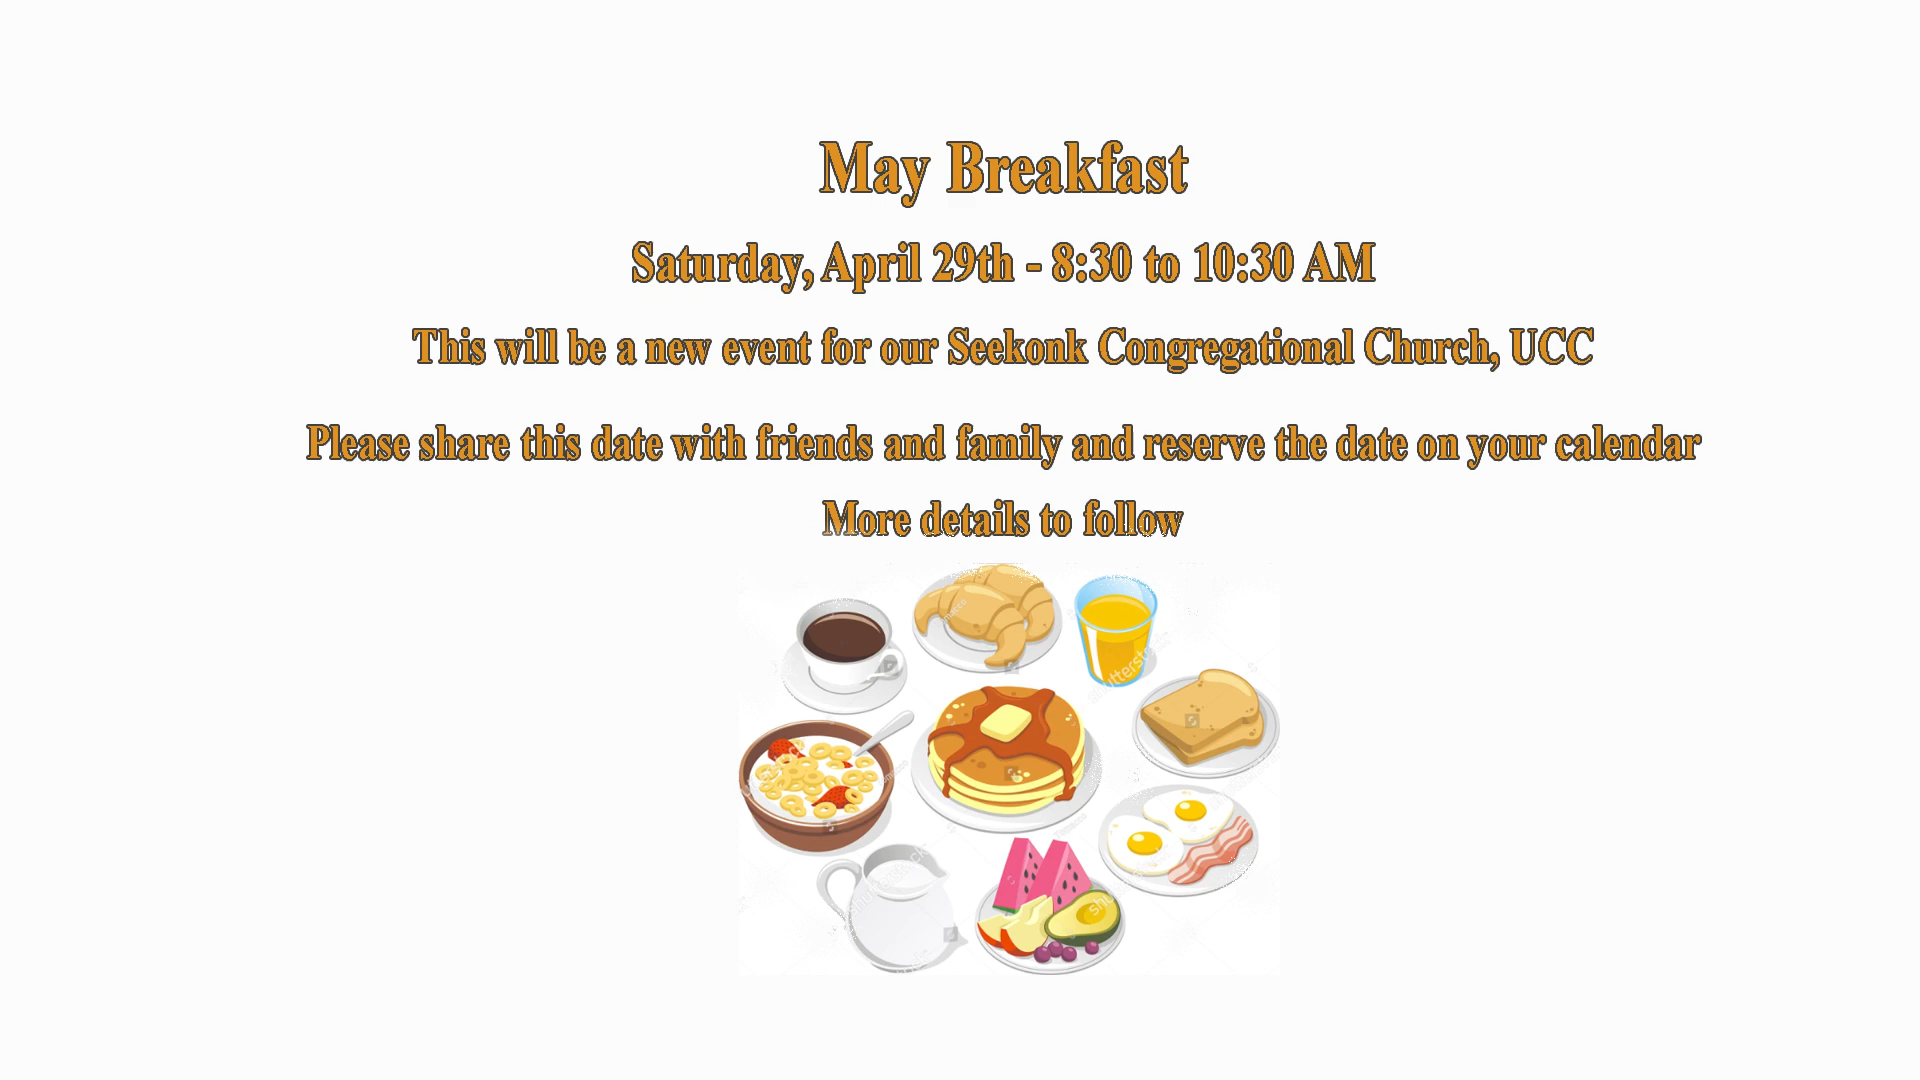 May Breakfast
Saturday, April 29th - 8:30 to 10:30 AM
This will be a new event for our Seekonk Congregational Church, UCC
Please share this date with friends and family and reserve the date on your calendar
More details to follow
shutterstock